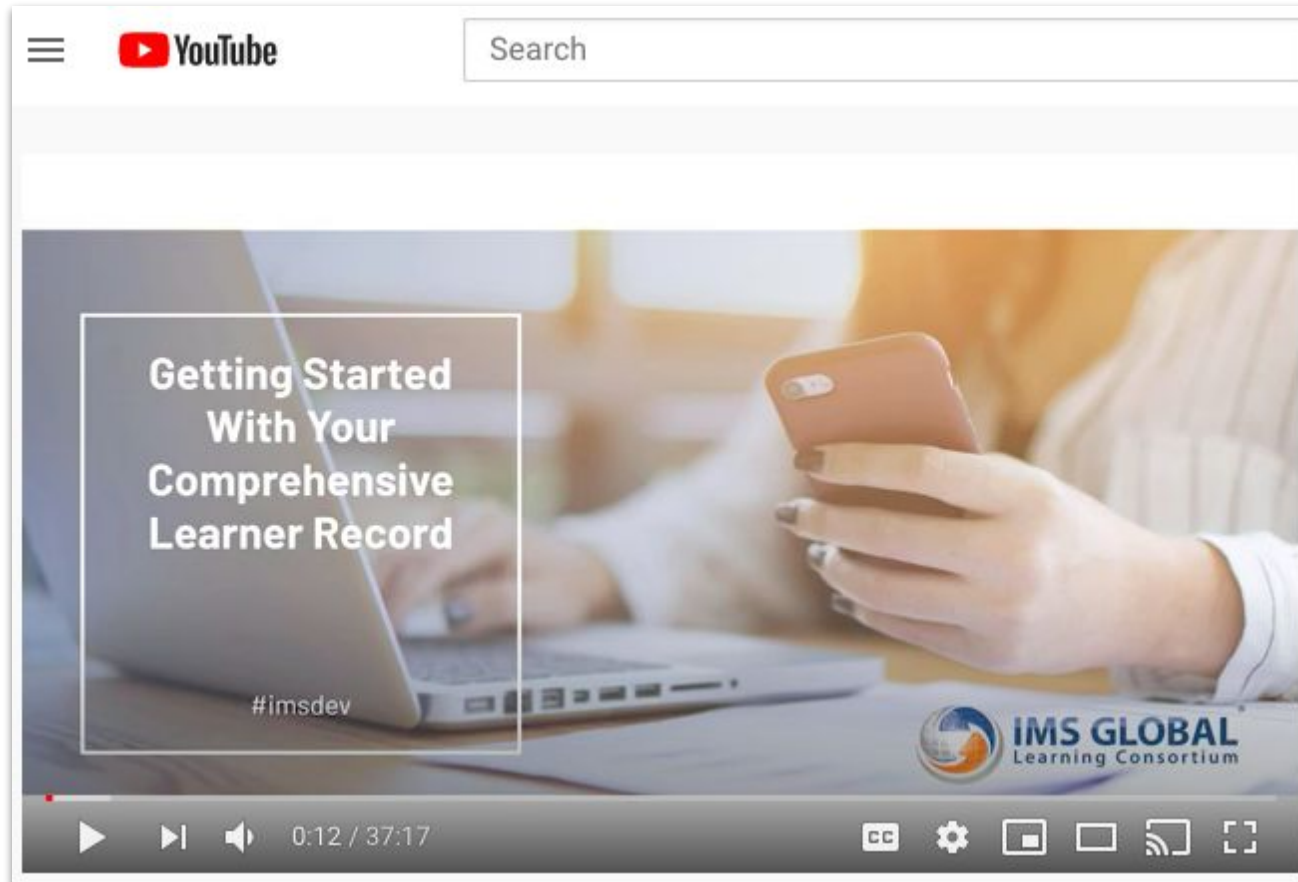 YouTube
Search
Getting Started
With Your
Comprehensive
Learner Record
#imsdev
IMS GLOBAL
Learning Consortium
0:12 / 37:17
CC